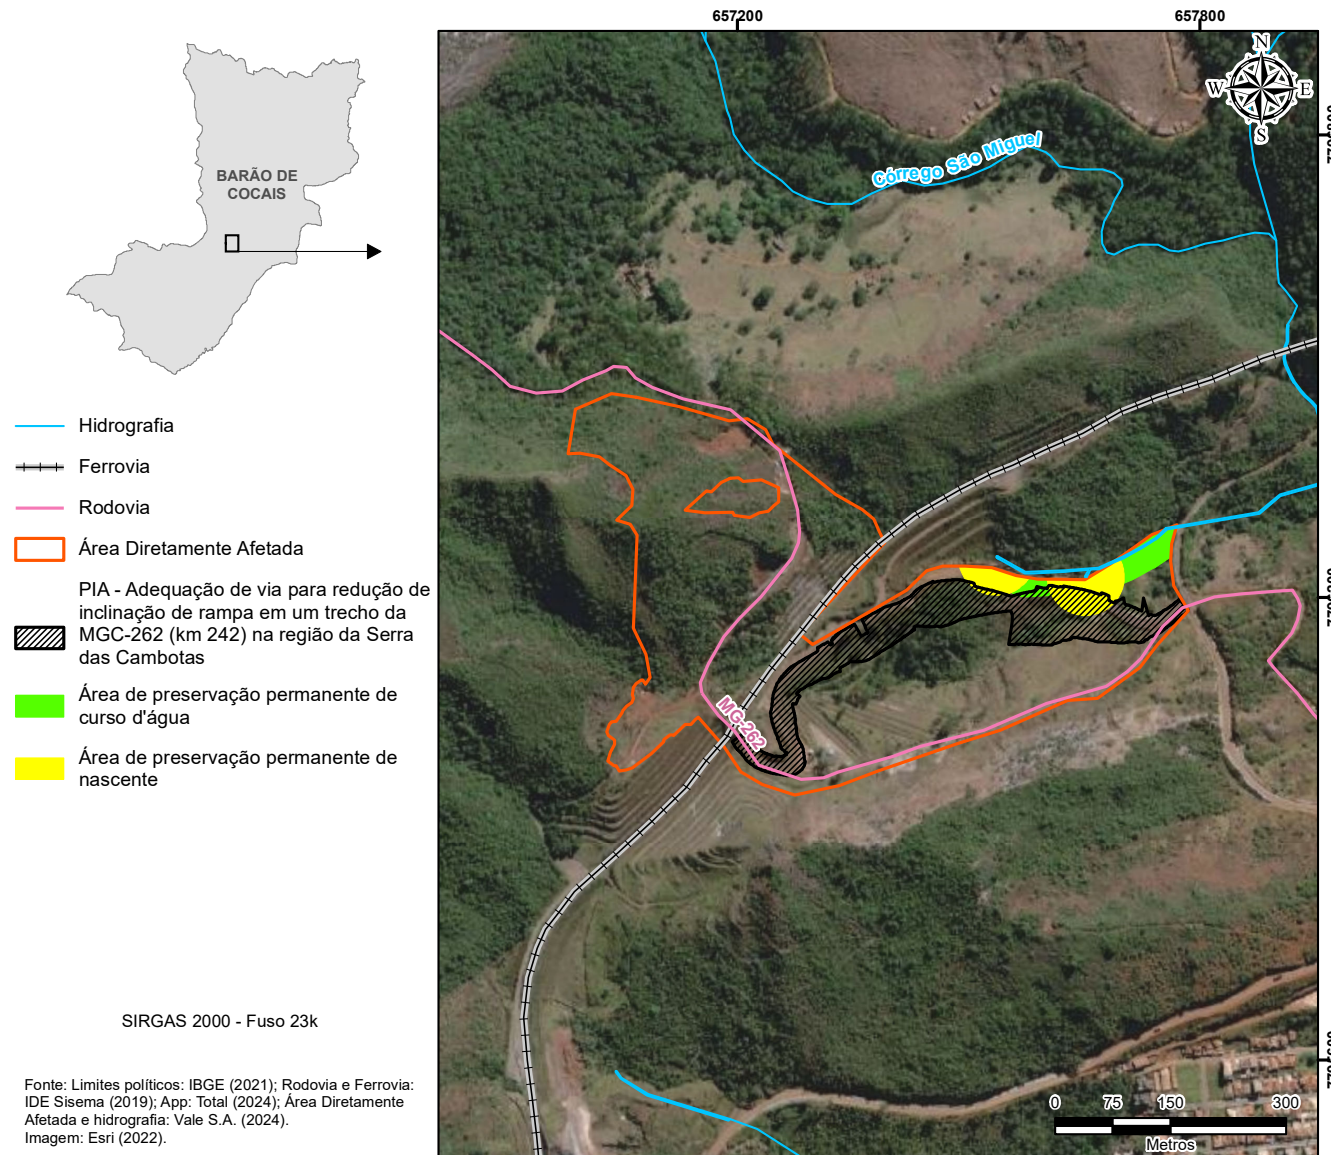 657200
657800
N
W
E
S
Córrego São Miguel
BARÃO DE
COCAIS
Hidrografia
Ferrovia
Rodovia
Área Diretamente Afetada
PIA - Adequação de via para redução de
inclinação de rampa em um trecho da
MGC-262 (km 242) na região da Serra
das Cambotas
Área de preservação permanente de
curso d'água
Área de preservação permanente de
nascente
MG-262
SIRGAS 2000 - Fuso 23k
Fonte: Limites políticos: IBGE (2021); Rodovia e Ferrovia:
IDE Sisema (2019); App: Total (2024); Área Diretamente
Afetada e hidrografia: Vale S.A. (2024).
Imagem: Esri (2022).
0 75 150 300
Metros